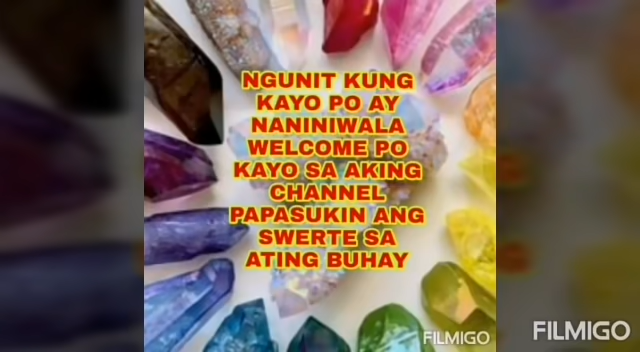 NGUNIT KUNG
KAYO PO AY
NANINIWALA
WELCOME PO
KAYO SA AKING
CHANNEL
PAPASUKIN ANG
SWERTE SA
ATING BUHAY
FILMIGO
FILMIGO